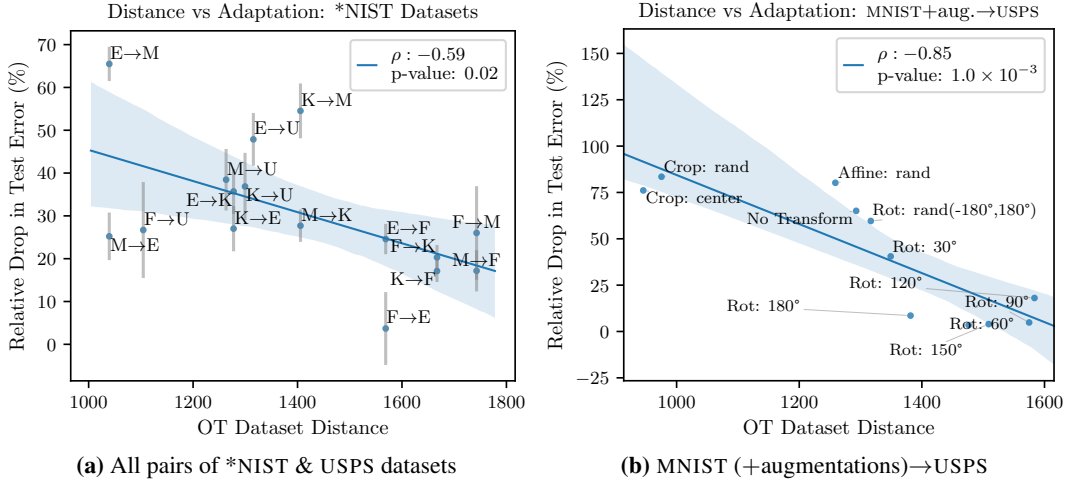 Distance vs Adaptation: *NIST Datasets
Relative Drop in Test Error (%)
70
60
50
40
30
20
10
0
ρ : −0.59
p-value: 0.02
E→M
K→M
E→U
M→U
E→K
K→U
F→U
K→E
M→K
M→E
E→F
F→M
F→K
M→F
K→F
F→E
1000
1200
1400
1600
1800
OT Dataset Distance
(a) All pairs of *NIST & USPS datasets
Distance vs Adaptation: MNIST+aug.→USPS
Relative Drop in Test Error (%)
150
125
100
75
50
25
0
−25
ρ : −0.85
p-value: 1.0 × 10⁻³
Crop: rand
Affine: rand
Crop: center
Rot: rand(-180°,180°)
No Transform
Rot: 30°
Rot: 120°
Rot: 180°
Rot: 90°
Rot: 60°
Rot: 150°
1000
1200
1400
1600
OT Dataset Distance
(b) MNIST (+augmentations)→USPS